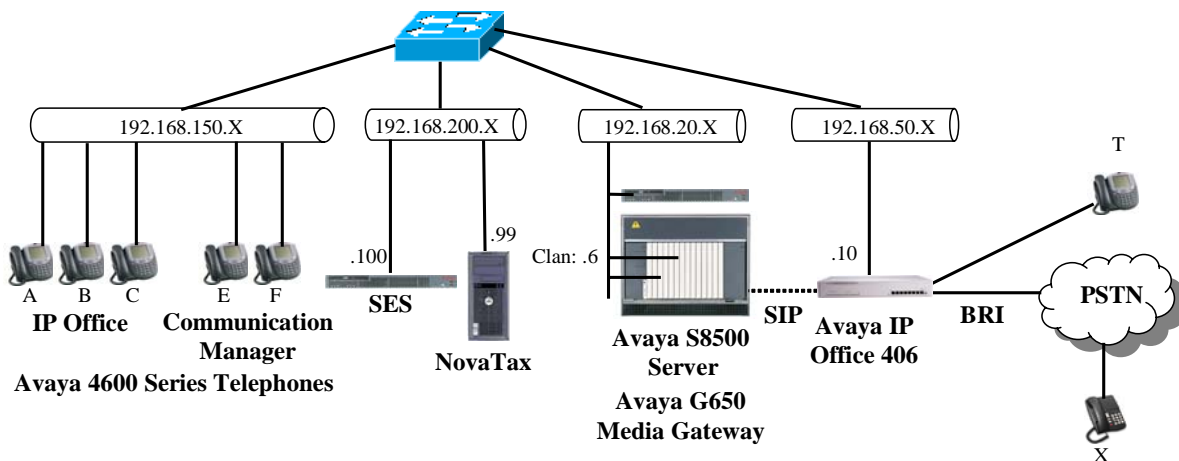 192.168.150.X
192.168.200.X
192.168.20.X
192.168.50.X
T
.99
.100
Clan: .6
.10
A
B
C
E
F
IP Office
Communication
Manager
Avaya 4600 Series Telephones
SES
NovaTax
Avaya S8500
Server
Avaya G650
Media Gateway
SIP
Avaya IP
Office 406
BRI
PSTN
X